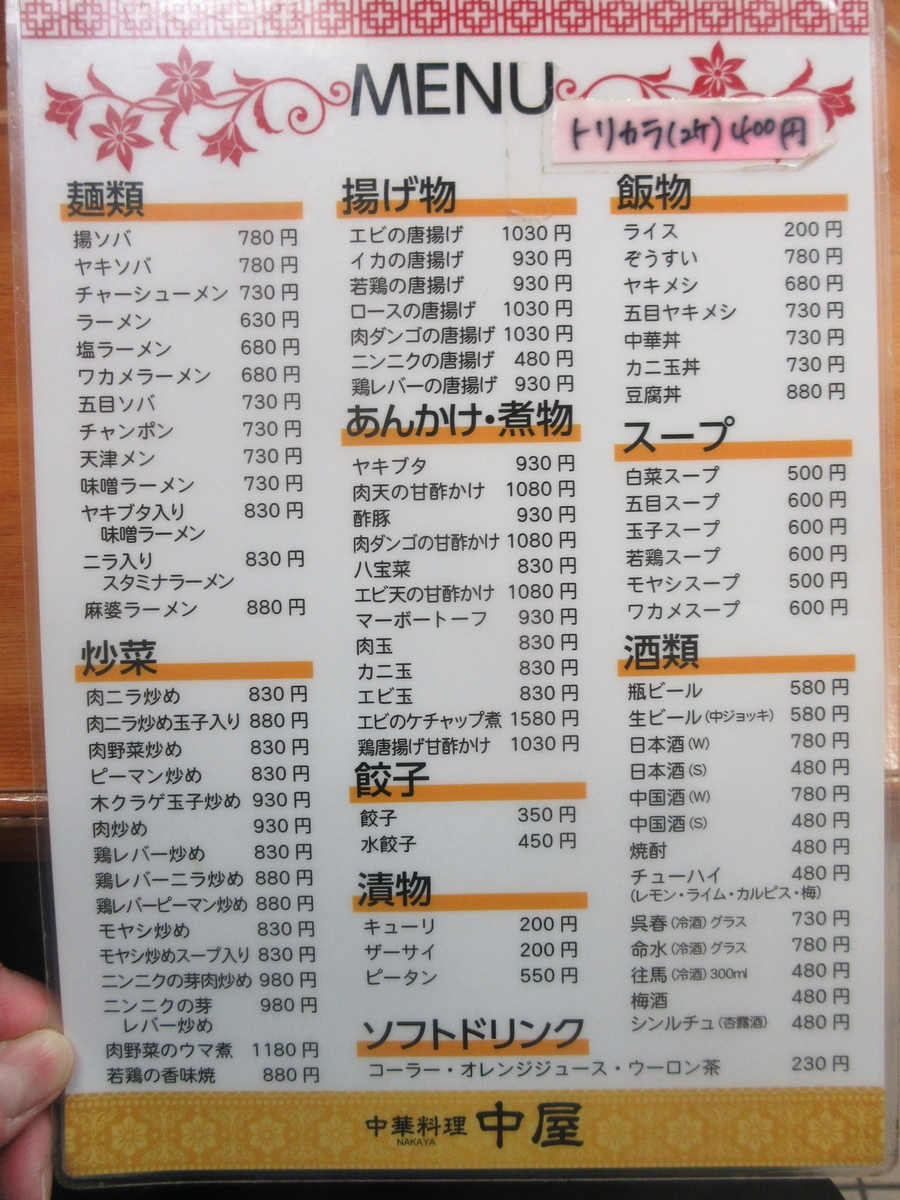 MENU
トリカラ(2ケ)400円
麺類
揚ソバ 780円
ヤキソバ 780円
チャーシューメン 730円
ラーメン 630円
塩ラーメン 680円
ワカメラーメン 680円
五目ソバ 730円
チャンポン 730円
天津メン 730円
味噌ラーメン 730円
ヤキブタ入り 830円
味噌ラーメン
ニラ入り 830円
スタミナラーメン
麻婆ラーメン 880円
炒菜
肉ニラ炒め 830円
肉ニラ炒め玉子入り 880円
肉野菜炒め 830円
ピーマン炒め 830円
木クラゲ玉子炒め 930円
肉炒め 930円
鶏レバー炒め 830円
鶏レバーニラ炒め 880円
鶏レバーピーマン炒め 880円
モヤシ炒め 830円
モヤシ炒めスープ入り 830円
ニンニクの芽肉炒め 980円
ニンニクの芽 980円
レバー炒め
肉野菜のウマ煮 1180円
若鶏の香味焼 880円
揚げ物
エビの唐揚げ 1030円
イカの唐揚げ 930円
若鶏の唐揚げ 930円
ロースの唐揚げ 1030円
肉ダンゴの唐揚げ 1030円
ニンニクの唐揚げ 480円
鶏レバーの唐揚げ 930円
あんかけ・煮物
ヤキブタ 930円
肉天の甘酢かけ 1080円
酢豚 930円
肉ダンゴの甘酢かけ 1080円
八宝菜 830円
エビ天の甘酢かけ 1080円
マーボートーフ 930円
肉玉 830円
カニ玉 830円
エビ玉 830円
エビのケチャップ煮 1580円
鶏唐揚げ甘酢かけ 1030円
餃子
餃子 350円
水餃子 450円
漬物
キューリ 200円
ザーサイ 200円
ピータン 550円
ソフトドリンク
コーラー・オレンジジュース・ウーロン茶 230円
飯物
ライス 200円
ぞうすい 780円
ヤキメシ 680円
五目ヤキメシ 730円
中華丼 730円
カニ玉丼 730円
豆腐丼 880円
スープ
白菜スープ 500円
五目スープ 600円
玉子スープ 600円
若鶏スープ 600円
モヤシスープ 500円
ワカメスープ 600円
酒類
瓶ビール 580円
生ビール(中ジョッキ) 580円
日本酒(W) 780円
日本酒(S) 480円
中国酒(W) 780円
中国酒(S) 480円
焼酎 480円
チューハイ 480円
(レモン・ライム・カルピス・梅)
呉春(冷酒)グラス 730円
命水(冷酒)グラス 780円
往馬(冷酒)300ml 480円
梅酒 480円
シンルチュ(杏露酒) 480円
中華料理 中屋
NAKAYA